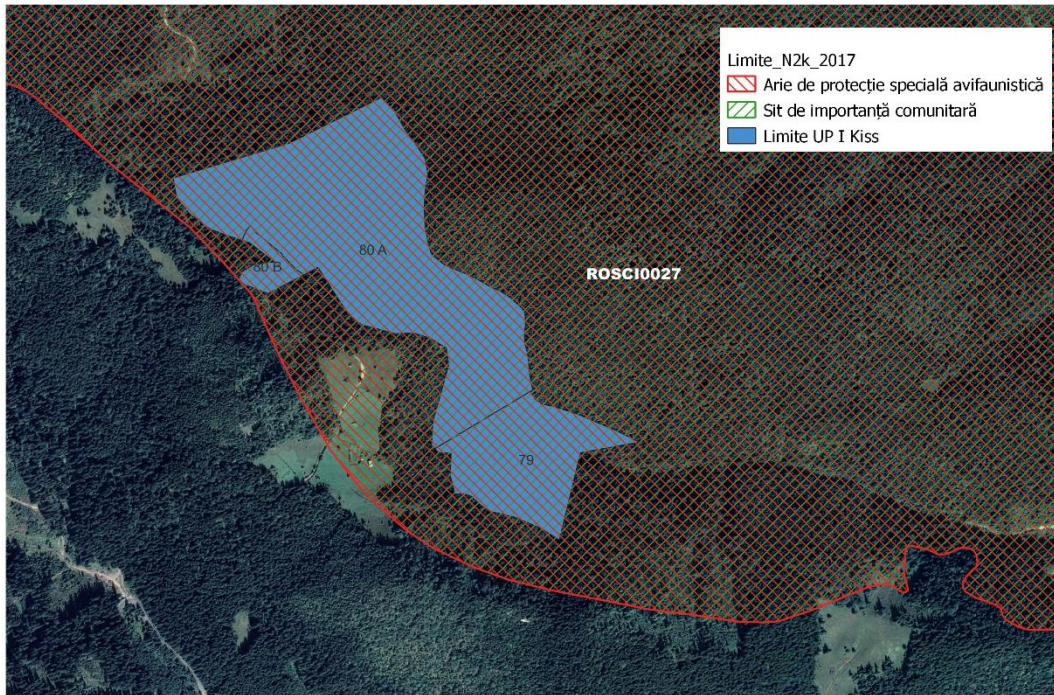 Limite_N2k_2017
Arie de protecție specială avifaunistică
Sit de importanță comunitară
Limite UP I Kiss
80 A
80 B
ROSCI0027
79